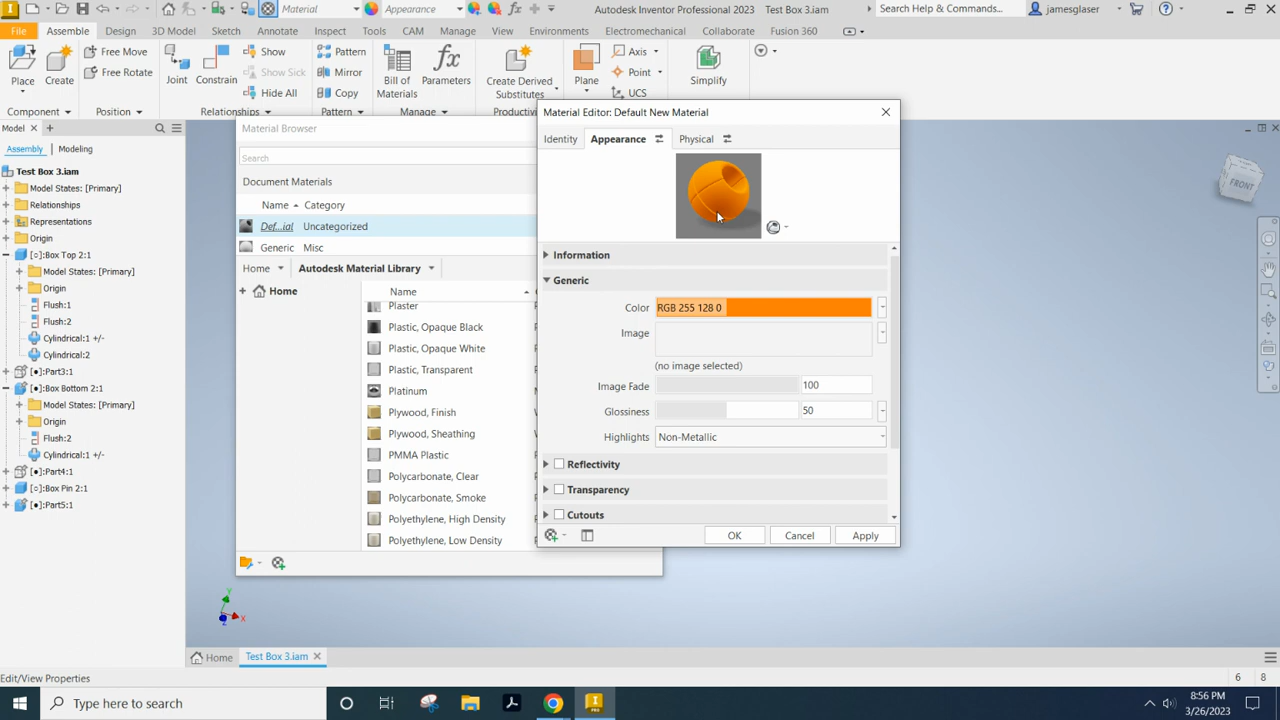 Material
Appearance
Autodesk Inventor Professional 2023 Test Box 3.iam
Search Help & Commands...
jamesglaser
File Assemble Design 3D Model Sketch Annotate Inspect Tools CAM Manage View Environments Electromechanical Collaborate Fusion 360
Place
Create
Free Move
Free Rotate
Joint
Constrain
Show
Show Sick
Hide All
Pattern
Mirror
Copy
Bill of
Materials
Parameters
Create Derived
Substitutes
Plane
Axis
Point
UCS
Simplify
Component
Position
Relationships
Pattern
Manage
Model
Assembly Modeling
Test Box 3.iam
Model States: [Primary]
Relationships
Representations
Origin
[○]:Box Top 2:1
Model States: [Primary]
Origin
Flush:1
Flush:2
Cylindrical:1 +/-
Cylindrical:2
[●]:Part3:1
[●]:Box Bottom 2:1
Model States: [Primary]
Origin
Flush:2
Cylindrical:1 +/-
[●]:Part4:1
[○]:Box Pin 2:1
[●]:Part5:1
Material Browser
Search
Document Materials
Name Category
Def...ial Uncategorized
Generic Misc
Home Autodesk Material Library
Home
Name
Plaster
Plastic, Opaque Black
Plastic, Opaque White
Plastic, Transparent
Platinum
Plywood, Finish
Plywood, Sheathing
PMMA Plastic
Polycarbonate, Clear
Polycarbonate, Smoke
Polyethylene, High Density
Polyethylene, Low Density
Material Editor: Default New Material
Identity Appearance Physical
Information
Generic
Color RGB 255 128 0
Image
(no image selected)
Image Fade 100
Glossiness 50
Highlights Non-Metallic
Reflectivity
Transparency
Cutouts
OK Cancel Apply
FRONT
Y
X
Z
Home Test Box 3.iam
Edit/View Properties
6 8
Type here to search
8:56 PM
3/26/2023